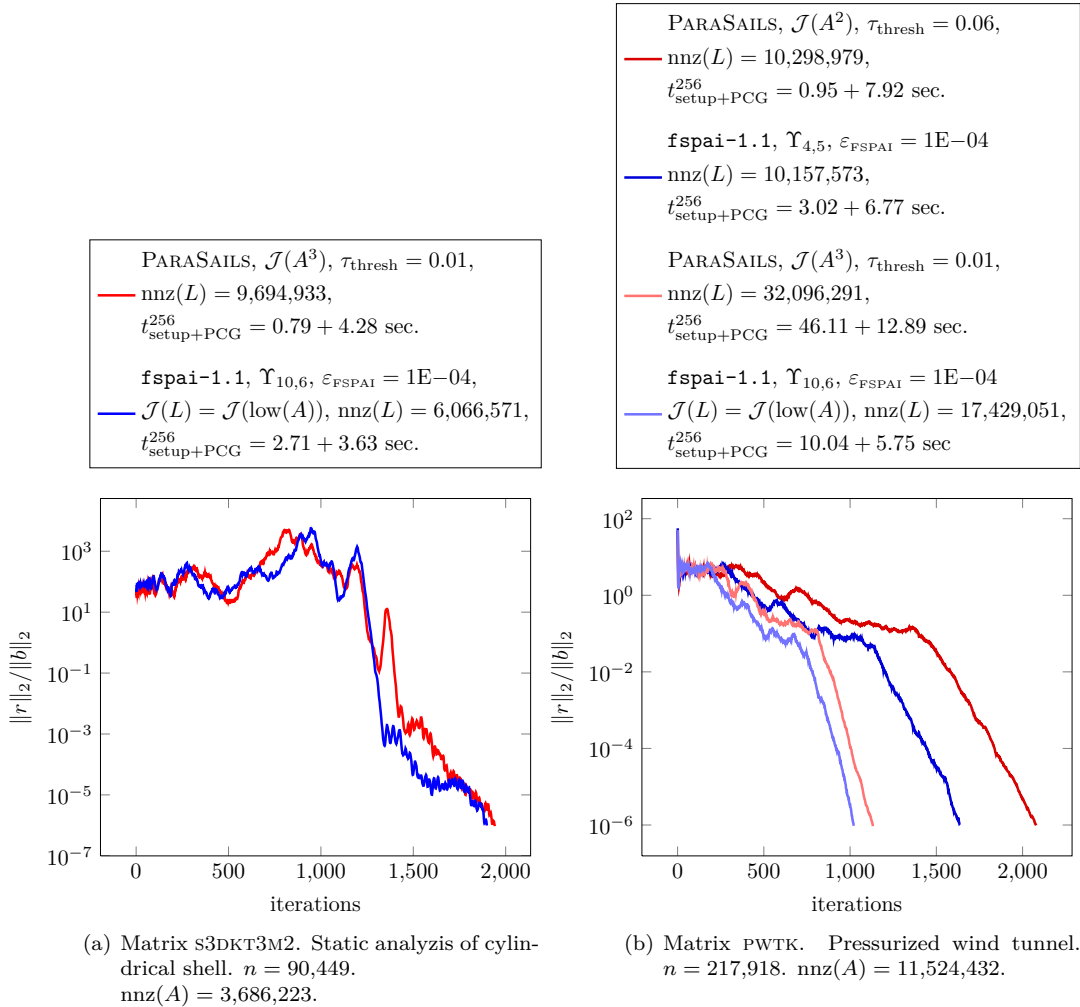 PARASAILS, 𝒥(A³), τ_thresh = 0.01,
nnz(L) = 9,694,933,
t^256_setup+PCG = 0.79 + 4.28 sec.
fspai-1.1, Υ_10,6, ε_FSPAI = 1E−04,
𝒥(L) = 𝒥(low(A)), nnz(L) = 6,066,571,
t^256_setup+PCG = 2.71 + 3.63 sec.
10^3
10^1
10^−1
10^−3
10^−5
10^−7
‖r‖₂/‖b‖₂
0 500 1,000 1,500 2,000
iterations
(a) Matrix S3DKT3M2. Static analyzis of cylin-
drical shell. n = 90,449.
nnz(A) = 3,686,223.
PARASAILS, 𝒥(A²), τ_thresh = 0.06,
nnz(L) = 10,298,979,
t^256_setup+PCG = 0.95 + 7.92 sec.
fspai-1.1, Υ_4,5, ε_FSPAI = 1E−04
nnz(L) = 10,157,573,
t^256_setup+PCG = 3.02 + 6.77 sec.
PARASAILS, 𝒥(A³), τ_thresh = 0.01,
nnz(L) = 32,096,291,
t^256_setup+PCG = 46.11 + 12.89 sec.
fspai-1.1, Υ_10,6, ε_FSPAI = 1E−04
𝒥(L) = 𝒥(low(A)), nnz(L) = 17,429,051,
t^256_setup+PCG = 10.04 + 5.75 sec
10^2
10^0
10^−2
10^−4
10^−6
‖r‖₂/‖b‖₂
0 500 1,000 1,500 2,000
iterations
(b) Matrix PWTK. Pressurized wind tunnel.
n = 217,918. nnz(A) = 11,524,432.